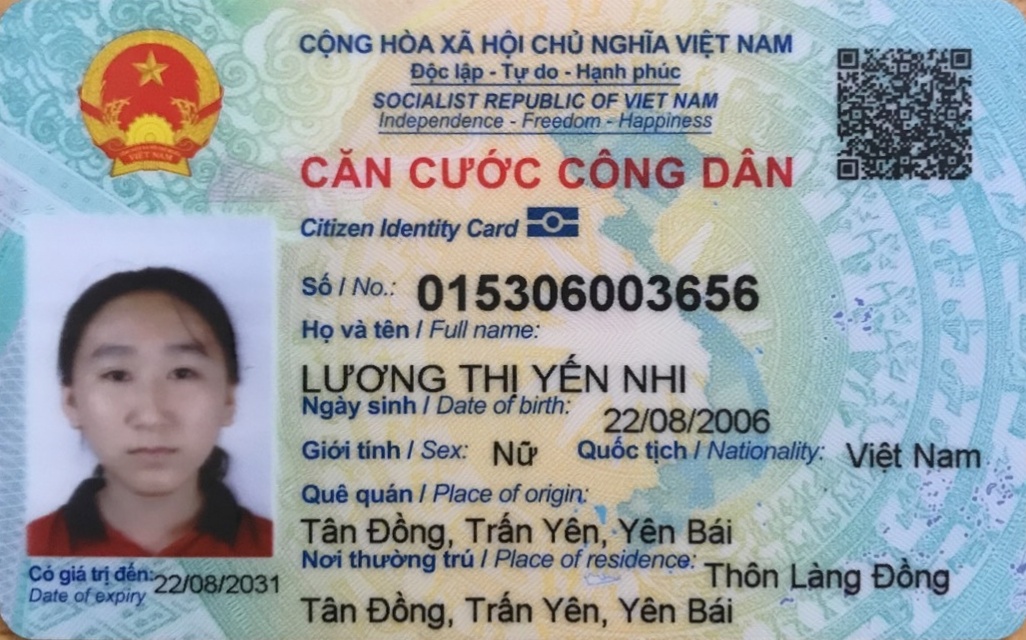 CỘNG HÒA XÃ HỘI CHỦ NGHĨA VIỆT NAM
Độc lập - Tự do - Hạnh phúc
SOCIALIST REPUBLIC OF VIET NAM
Independence - Freedom - Happiness
CĂN CƯỚC CÔNG DÂN
Citizen Identity Card
VIỆT NAM
Số / No.: 015306003656
Họ và tên / Full name:
LƯƠNG THỊ YẾN NHI
Ngày sinh / Date of birth: 22/08/2006
Giới tính / Sex: Nữ Quốc tịch / Nationality: Việt Nam
Quê quán / Place of origin:
Tân Đồng, Trấn Yên, Yên Bái
Nơi thường trú / Place of residence: Thôn Làng Đồng
Tân Đồng, Trấn Yên, Yên Bái
Có giá trị đến: 22/08/2031
Date of expiry